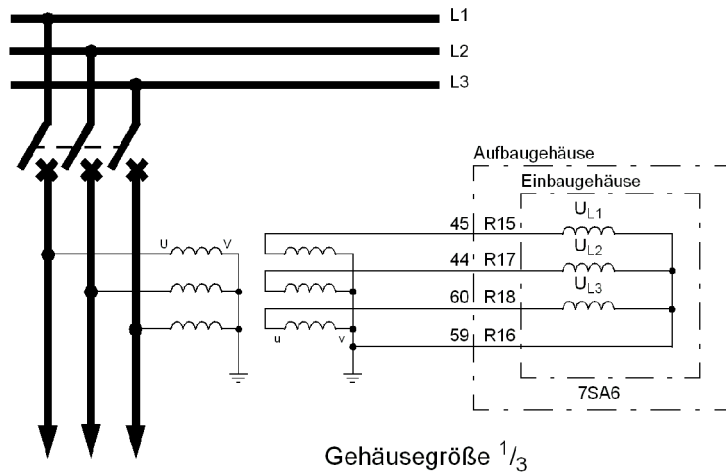 L1
L2
L3
Aufbaugehäuse
Einbaugehäuse
U V
45 R15 UL1
44 R17 UL2
60 R18 UL3
u v
59 R16
7SA6
Gehäusegröße 1/3